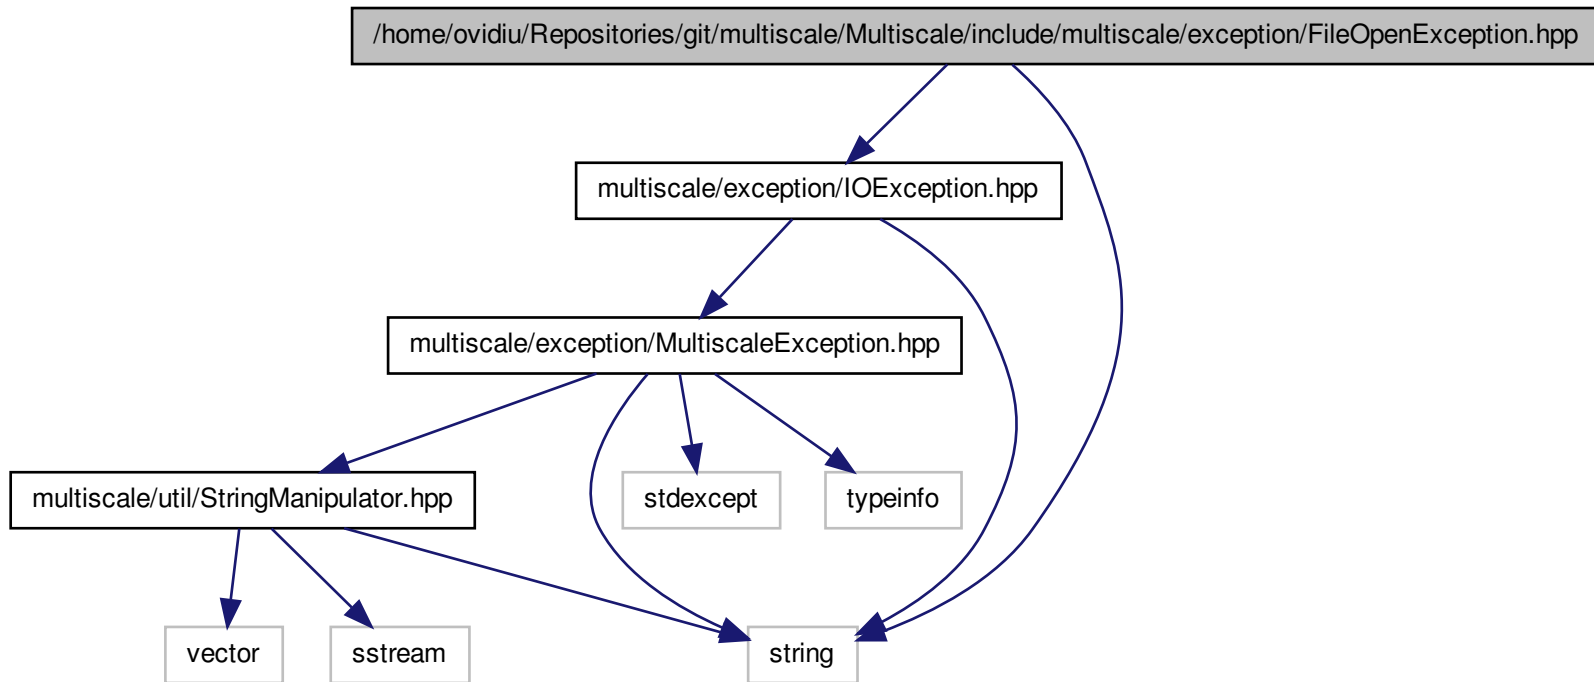 /home/ovidiu/Repositories/git/multiscale/Multiscale/include/multiscale/exception/FileOpenException.hpp
multiscale/exception/IOException.hpp
multiscale/exception/MultiscaleException.hpp
multiscale/util/StringManipulator.hpp
stdexcept
typeinfo
vector
sstream
string